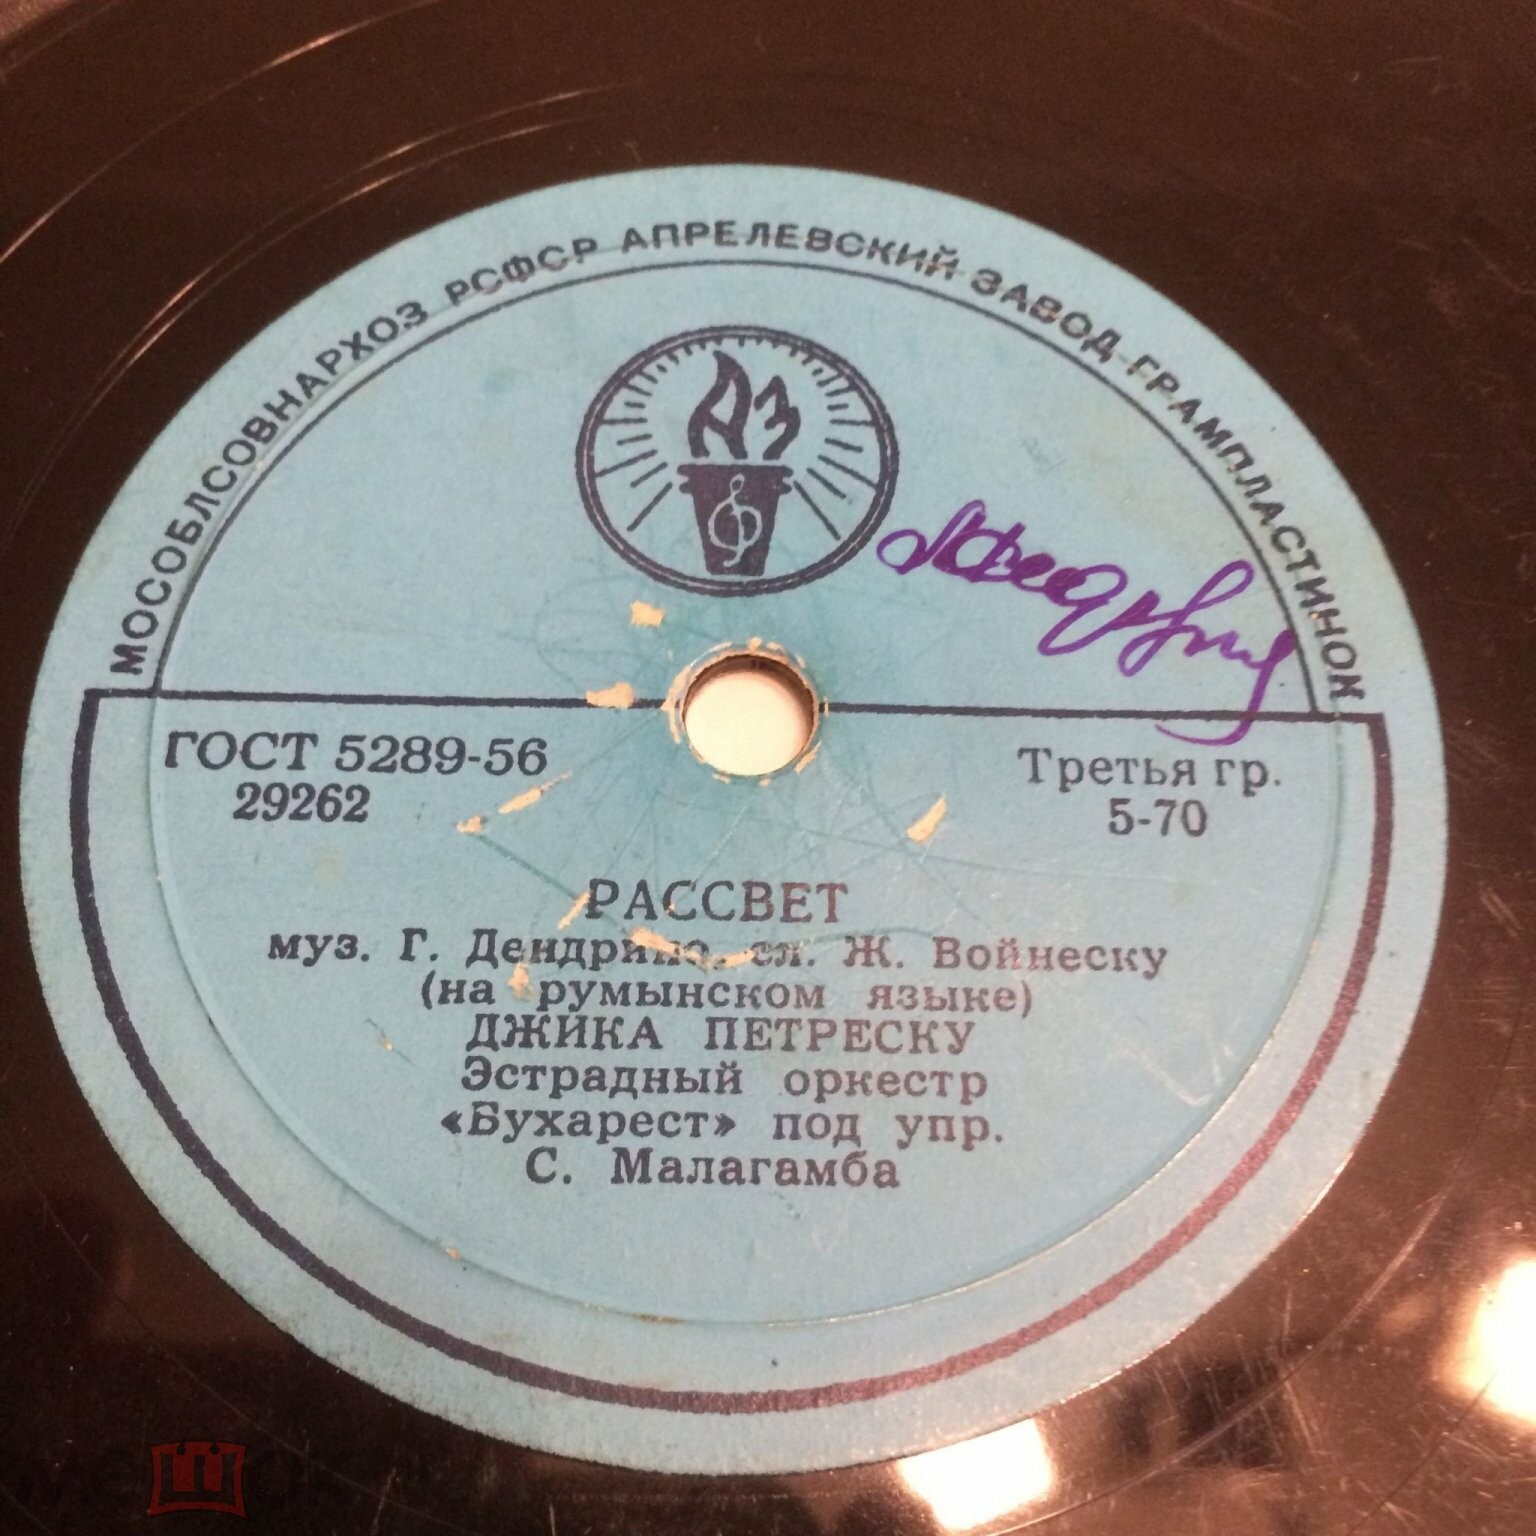 МОСОБЛСОВНАРХОЗ РСФСР АПРЕЛЕВСКИЙ ЗАВОД ГРАМПЛАСТИНОК
АЗ
ГОСТ 5289-56
29262
Третья гр.
5-70
РАССВЕТ
муз. Г. Дендрино, сл. Ж. Войнеску
(на румынском языке)
ДЖИКА ПЕТРЕСКУ
Эстрадный оркестр
«Бухарест» под упр.
С. Малагамба